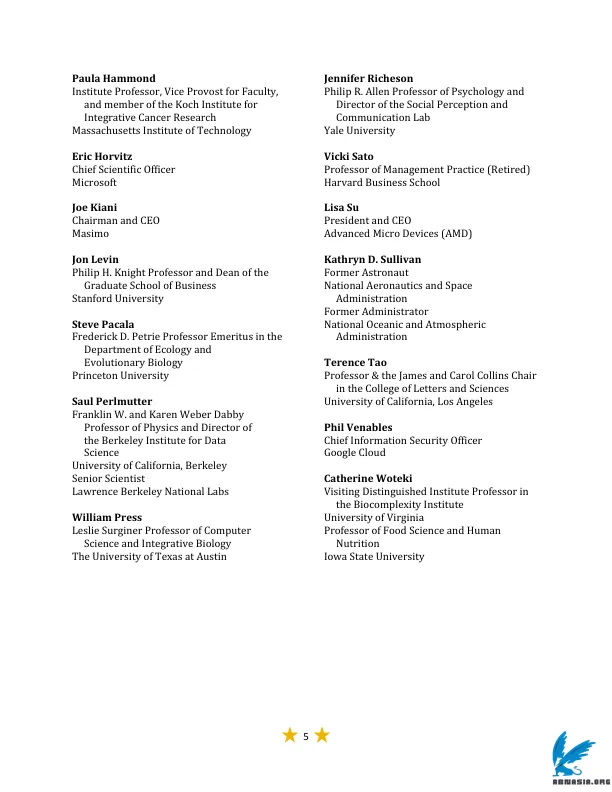 Paula Hammond
Institute Professor, Vice Provost for Faculty,
and member of the Koch Institute for
Integrative Cancer Research
Massachusetts Institute of Technology
Eric Horvitz
Chief Scientific Officer
Microsoft
Joe Kiani
Chairman and CEO
Masimo
Jon Levin
Philip H. Knight Professor and Dean of the
Graduate School of Business
Stanford University
Steve Pacala
Frederick D. Petrie Professor Emeritus in the
Department of Ecology and
Evolutionary Biology
Princeton University
Saul Perlmutter
Franklin W. and Karen Weber Dabby
Professor of Physics and Director of
the Berkeley Institute for Data
Science
University of California, Berkeley
Senior Scientist
Lawrence Berkeley National Labs
William Press
Leslie Surginer Professor of Computer
Science and Integrative Biology
The University of Texas at Austin
Jennifer Richeson
Philip R. Allen Professor of Psychology and
Director of the Social Perception and
Communication Lab
Yale University
Vicki Sato
Professor of Management Practice (Retired)
Harvard Business School
Lisa Su
President and CEO
Advanced Micro Devices (AMD)
Kathryn D. Sullivan
Former Astronaut
National Aeronautics and Space
Administration
Former Administrator
National Oceanic and Atmospheric
Administration
Terence Tao
Professor & the James and Carol Collins Chair
in the College of Letters and Sciences
University of California, Los Angeles
Phil Venables
Chief Information Security Officer
Google Cloud
Catherine Woteki
Visiting Distinguished Institute Professor in
the Biocomplexity Institute
University of Virginia
Professor of Food Science and Human
Nutrition
Iowa State University
5
ABNASIA.ORG